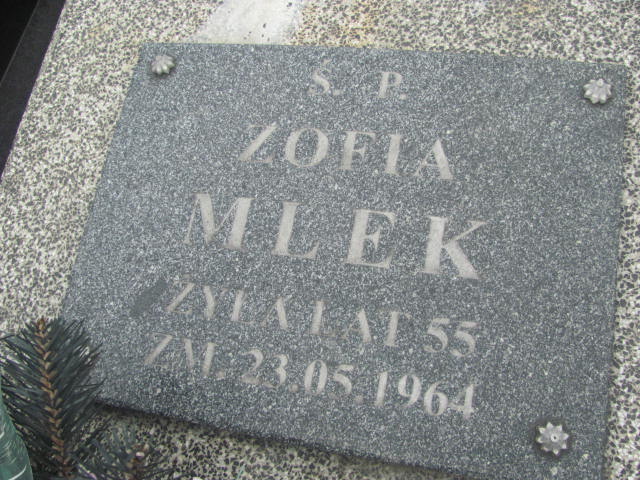 Ś. P.
ZOFIA
MLEK
ŻYŁA LAT 55
ZM. 23.05.1964